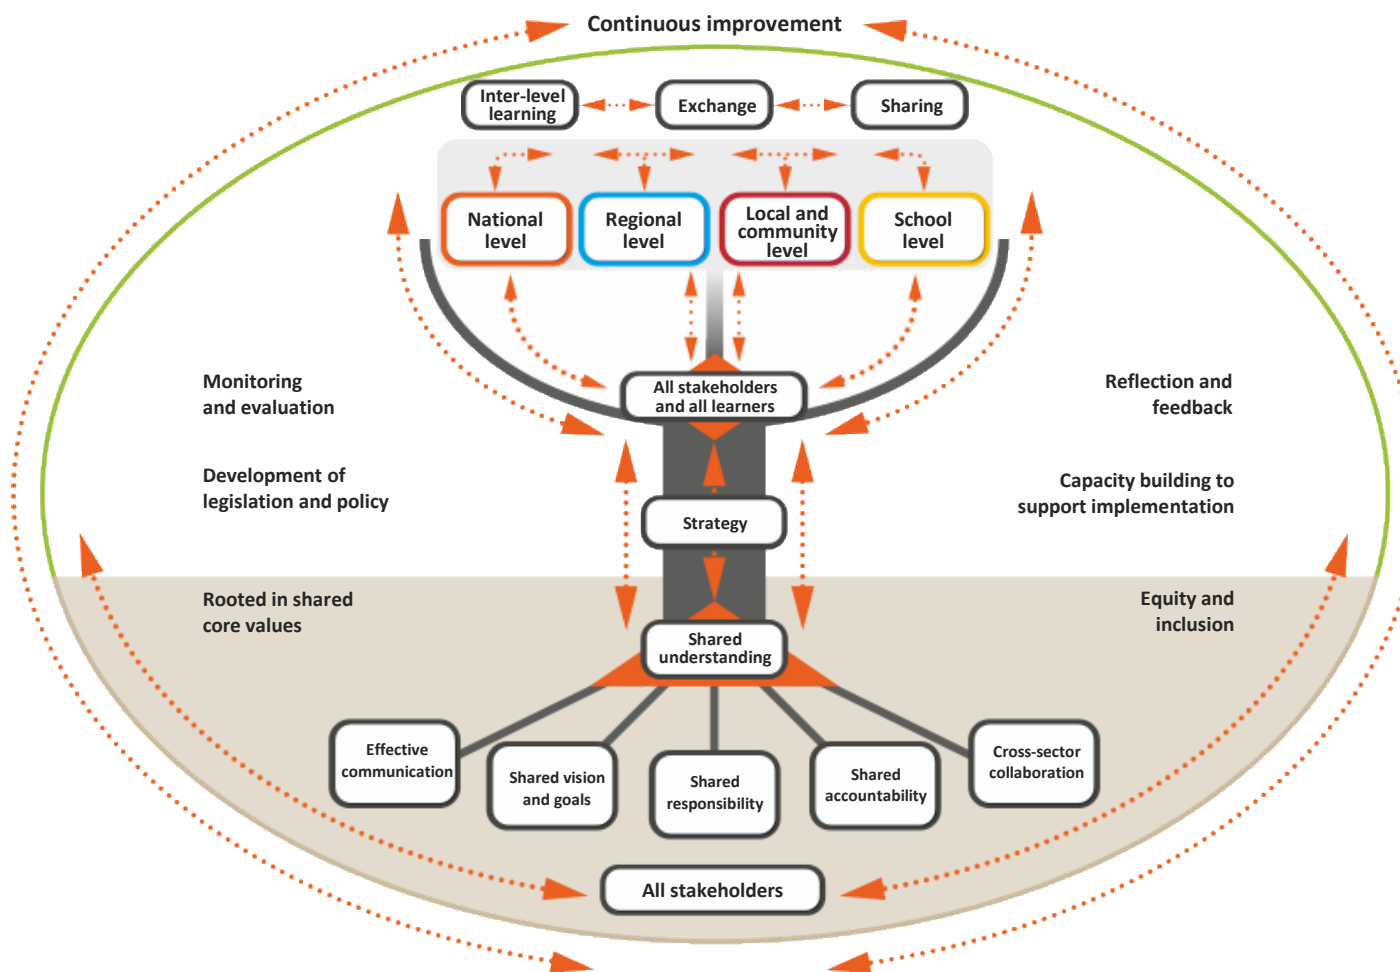 Continuous improvement
Inter-level
learning
Exchange
Sharing
National
level
Regional
level
Local and
community
level
School
level
All stakeholders
and all learners
Monitoring
and evaluation
Reflection and
feedback
Development of
legislation and policy
Capacity building to
support implementation
Strategy
Rooted in shared
core values
Equity and
inclusion
Shared
understanding
Effective
communication
Shared vision
and goals
Shared
responsibility
Shared
accountability
Cross-sector
collaboration
All stakeholders